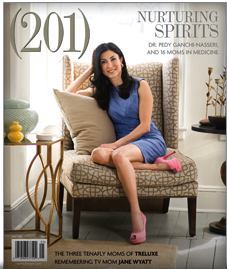 (201)
NURTURING
SPIRITS
DR. PEDY GANCHI-NASSERI,
AND 16 MOMS IN MEDICINE
THE THREE TENAFLY MOMS OF TRELUXE
REMEMBERING TV MOM JANE WYATT